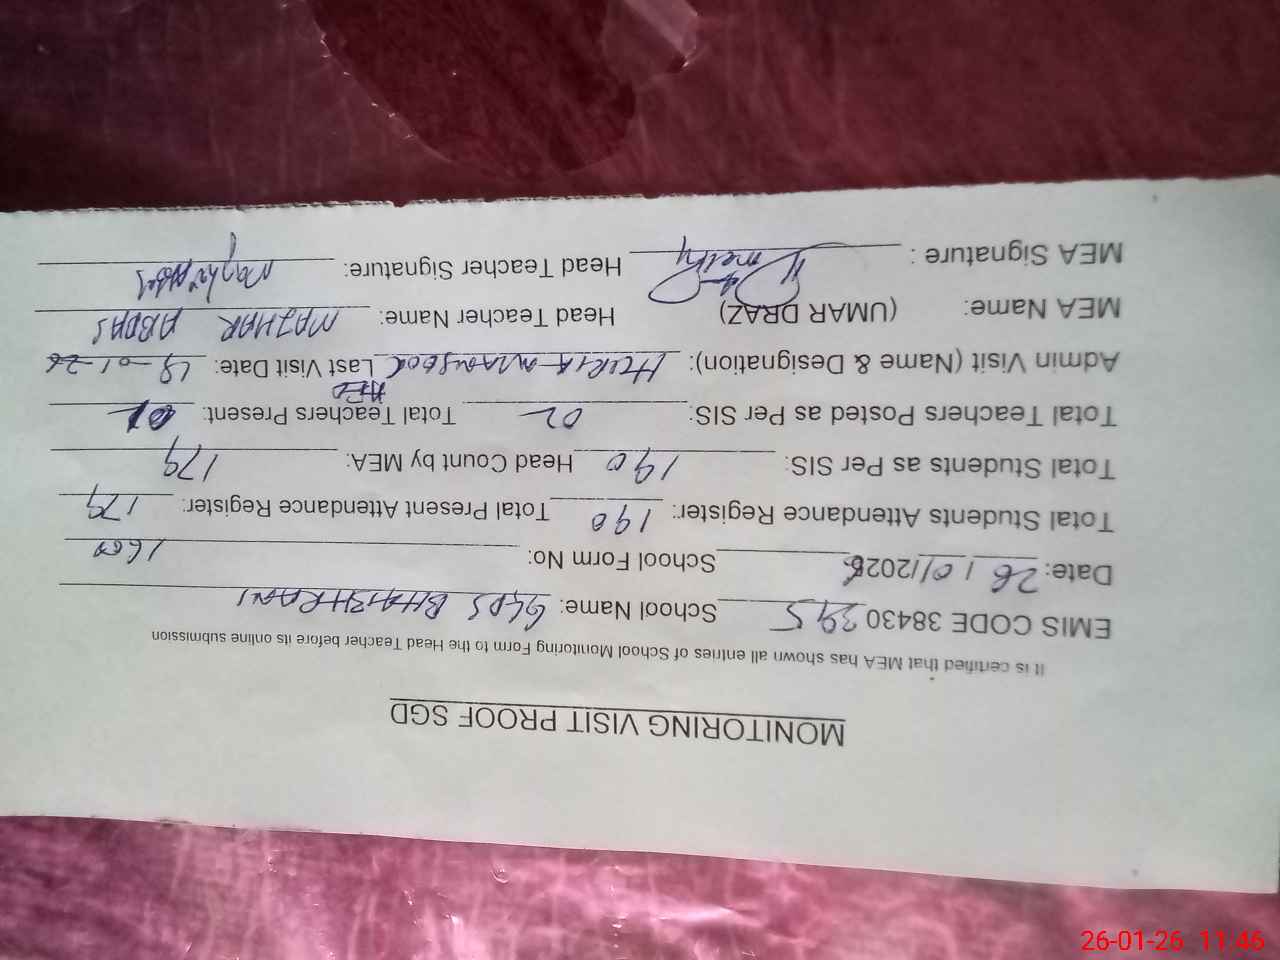 MONITORING VISIT PROOF SGD
It is certified that MEA has shown all entries of School Monitoring Form to the Head Teacher before its online submission
EMIS CODE 38430395 School Name: GGPS
Date: 26/01/2026 School Form No: 1600
Total Students Attendance Register: 190 Total Present Attendance Register: 179
Total Students as Per SIS: 190 Head Count by MEA: 179
Total Teachers Posted as Per SIS: 02 Total Teachers Present:
AEO
Admin Visit (Name & Designation): Last Visit Date: -01-26
MEA Name: (UMAR DRAZ) Head Teacher Name: MAZHAR ABBAS
MEA Signature: Head Teacher Signature:
26-01-26 11:46